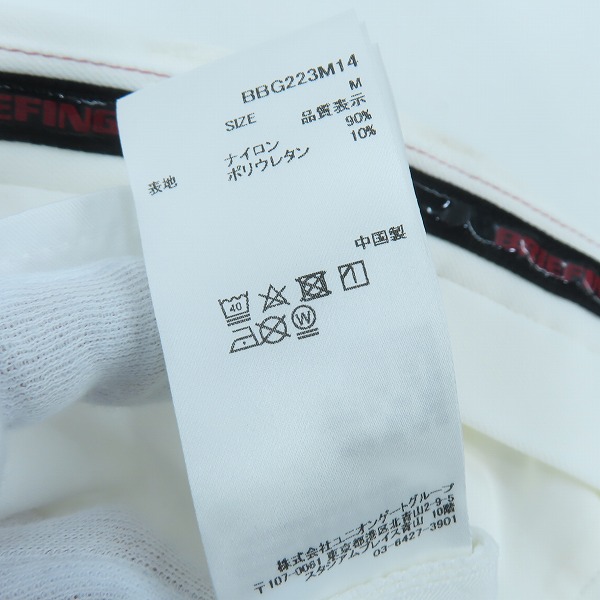 BBG223M14
SIZE M
品質表示
表地 ナイロン 90%
ポリウレタン 10%
中国製
40
W
株式会社ユニオンゲートグループ
〒107-0061 東京都港区北青山2-9-5
スタジアムプレイス青山 10階
03-6427-3901
EFING
BRIEFING